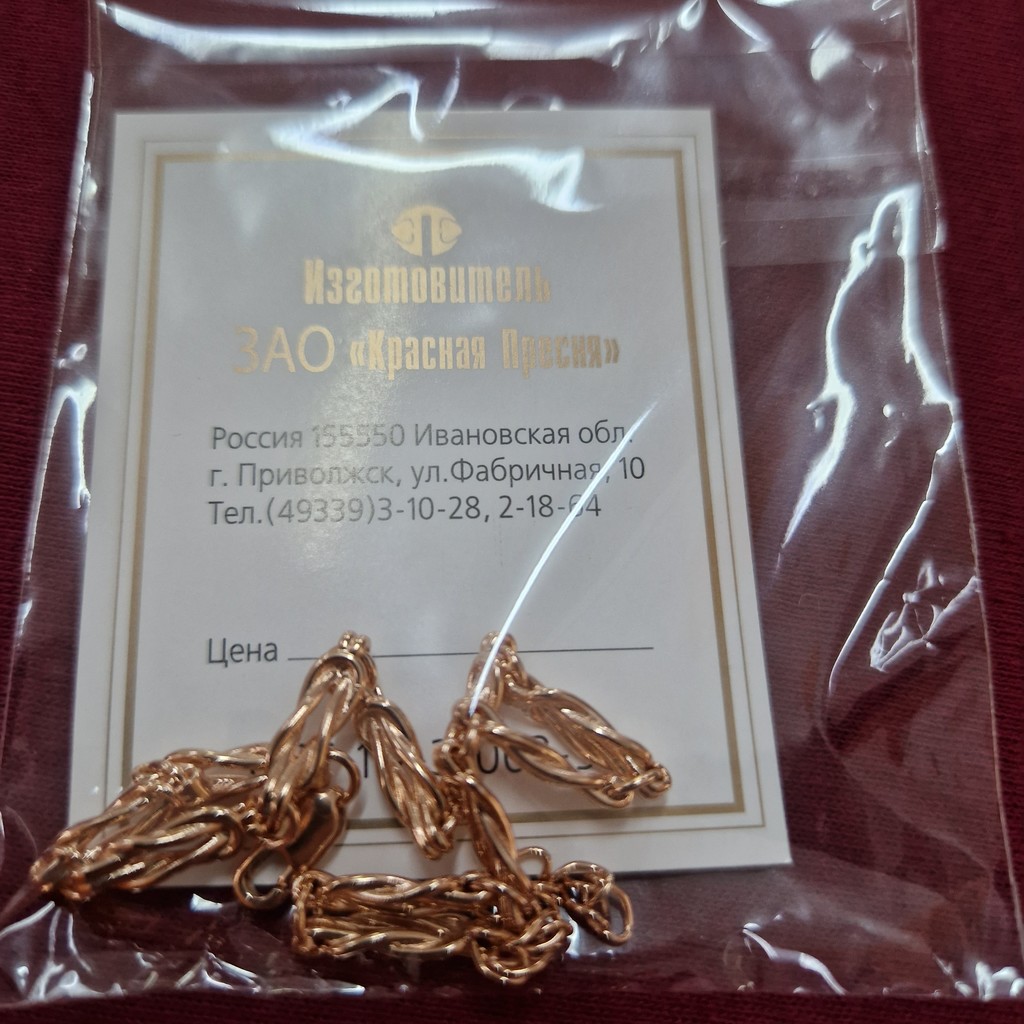 Изготовитель
ЗАО «Красная Пресня»
Россия 155550 Ивановская обл.
г. Приволжск, ул.Фабричная, 10
Тел.(49339)3-10-28, 2-18-64
Цена